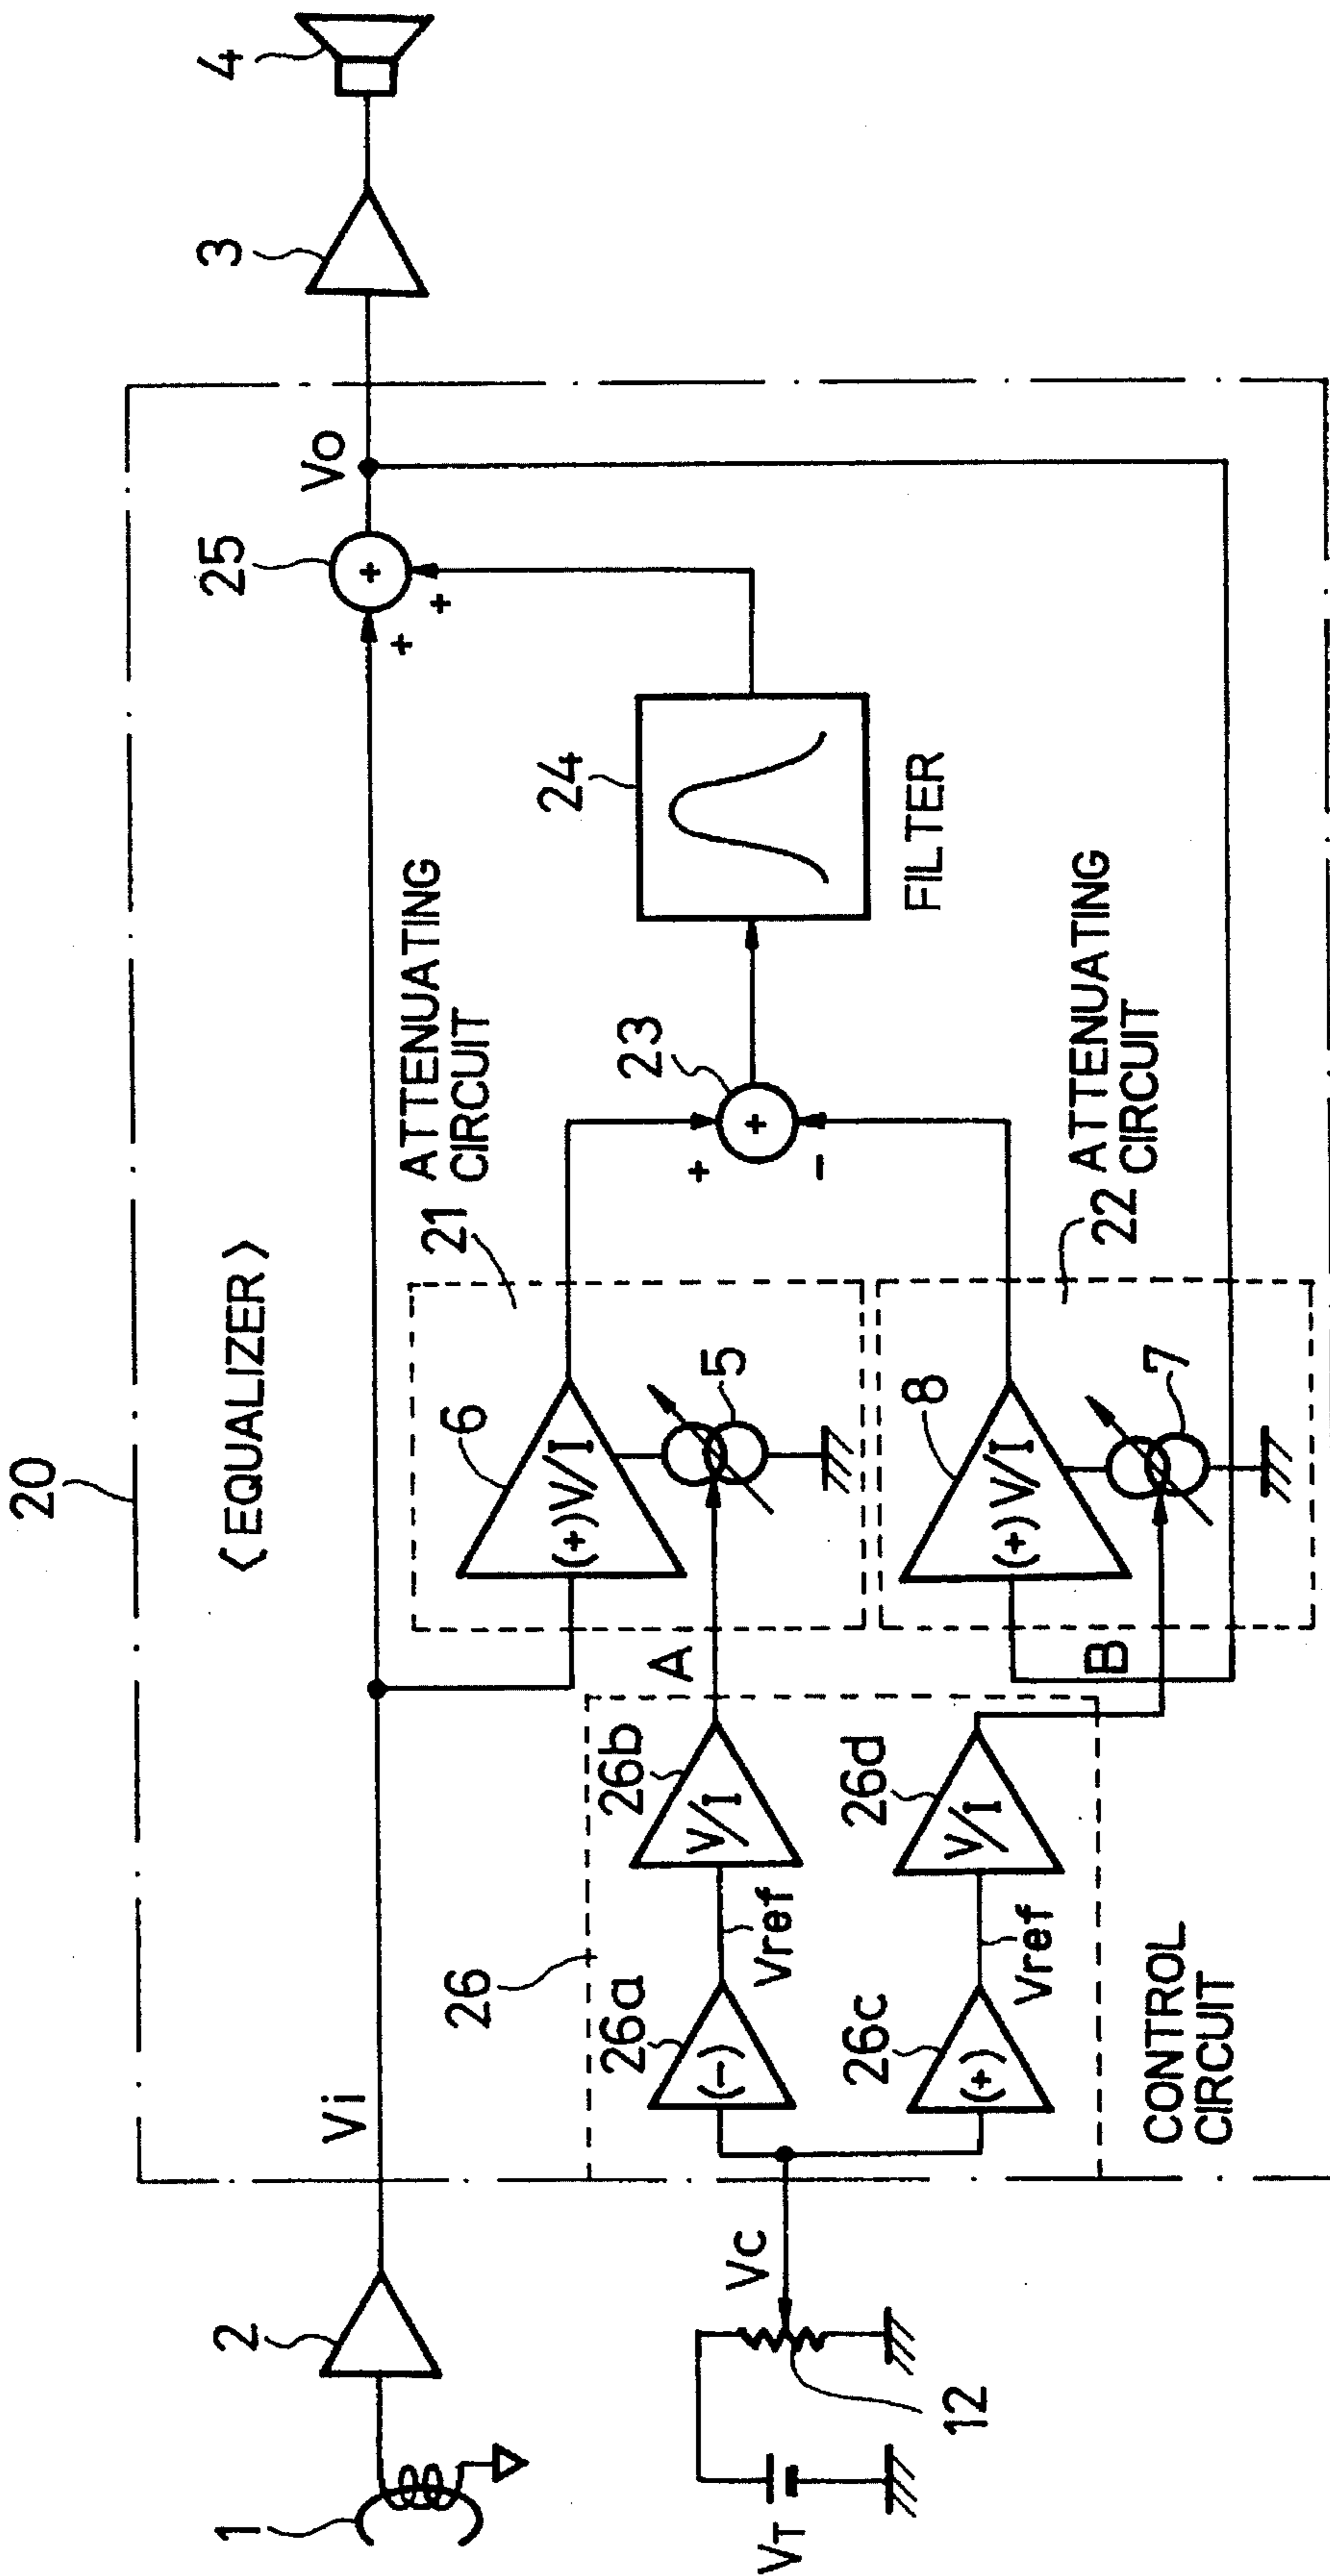 20
〈EQUALIZER〉
1
2
Vi
25
Vo
3
4
+
+
+
21 ATTENUATING
CIRCUIT
6
(+)V/I
5
A
23
+
+
-
24
FILTER
26
26a
(-)
Vref
26b
V/I
26c
(+)
Vref
26d
V/I
CONTROL
CIRCUIT
22 ATTENUATING
CIRCUIT
8
(+)V/I
7
B
VT
12
Vc